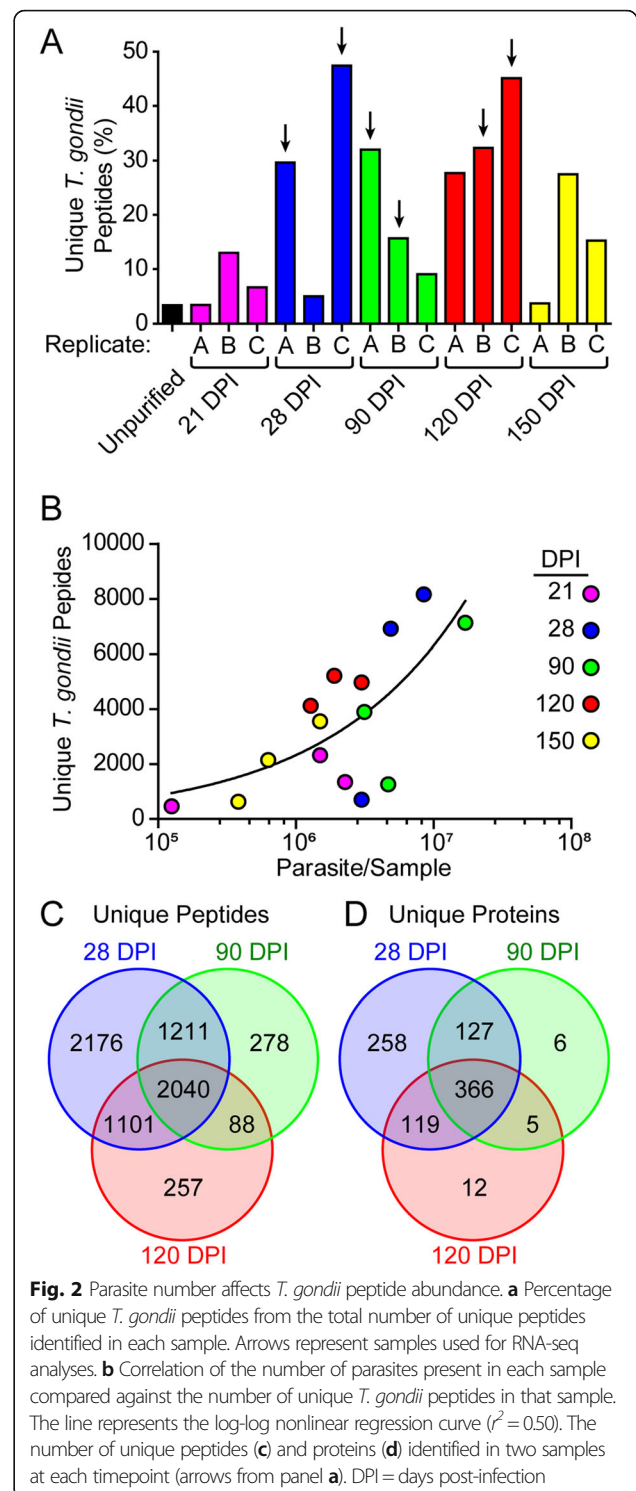 A
Unique T. gondii
Peptides (%)
50
40
30
20
10
0
Replicate: A B C A B C A B C A B C A B C
Unpurified
21 DPI
28 DPI
90 DPI
120 DPI
150 DPI
B
Unique T. gondii Pepides
10000
8000
6000
4000
2000
0
10⁵ 10⁶ 10⁷ 10⁸
Parasite/Sample
DPI
21
28
90
120
150
C Unique Peptides
28 DPI 90 DPI
2176 1211 278
2040
1101 88
257
120 DPI
D Unique Proteins
28 DPI 90 DPI
258 127 6
366
119 5
12
120 DPI
Fig. 2 Parasite number affects T. gondii peptide abundance. a Percentage
of unique T. gondii peptides from the total number of unique peptides
identified in each sample. Arrows represent samples used for RNA-seq
analyses. b Correlation of the number of parasites present in each sample
compared against the number of unique T. gondii peptides in that sample.
The line represents the log-log nonlinear regression curve (r² = 0.50). The
number of unique peptides (c) and proteins (d) identified in two samples
at each timepoint (arrows from panel a). DPI = days post-infection